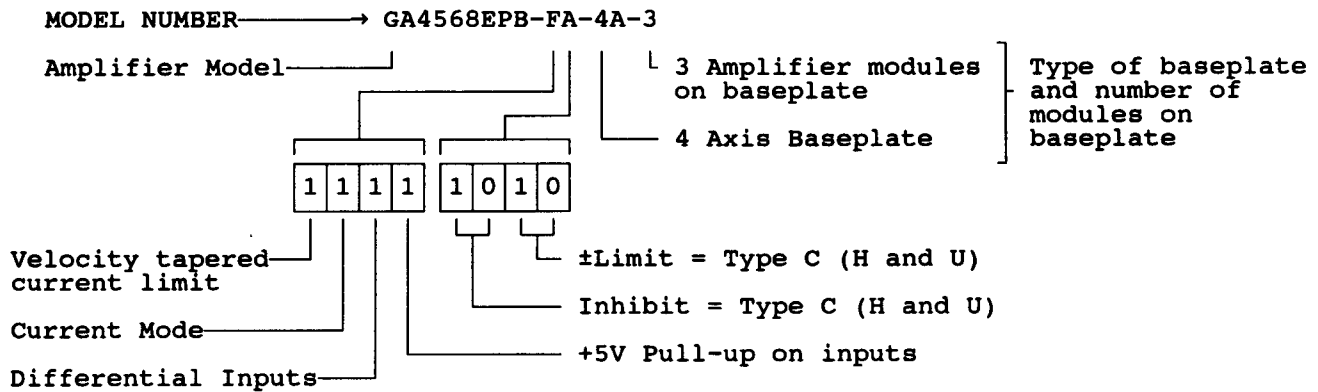 MODEL NUMBER GA4568EPB-FA-4A-3
Amplifier Model
3 Amplifier modules
on baseplate
Type of baseplate
and number of
modules on
baseplate
4 Axis Baseplate
1 1 1 1 1 0 1 0
Velocity tapered
current limit
±Limit = Type C (H and U)
Inhibit = Type C (H and U)
Current Mode
+5V Pull-up on inputs
Differential Inputs